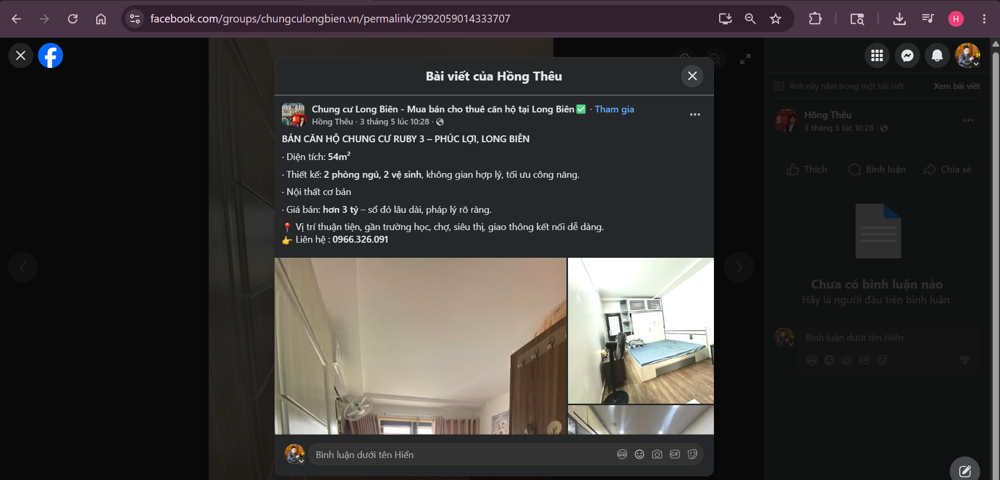 facebook.com/groups/chungculongbien.vn/permalink/2992059014333707
H
Bài viết của Hồng Thêu
Chung cư Long Biên - Mua bán cho thuê căn hộ tại Long Biên✅ · Tham gia
Hồng Thêu · 3 tháng 5 lúc 10:28 ·
BÁN CĂN HỘ CHUNG CƯ RUBY 3 – PHÚC LỢI, LONG BIÊN
· Diện tích: 54m²
· Thiết kế: 2 phòng ngủ, 2 vệ sinh, không gian hợp lý, tối ưu công năng.
· Nội thất cơ bản
· Giá bán: hơn 3 tỷ – sổ đỏ lâu dài, pháp lý rõ ràng.
📍 Vị trí thuận tiện, gần trường học, chợ, siêu thị, giao thông kết nối dễ dàng.
👉 Liên hệ : 0966.326.091
Bình luận dưới tên Hiển
GIF
Ảnh này nằm trong một bài viết. Xem bài viết
Hồng Thêu
3 tháng 5 lúc 10:28 ·
Thích Bình luận Chia sẻ
Chưa có bình luận nào
Hãy là người đầu tiên bình luận.
Bình luận dưới tên Hiển
GIF